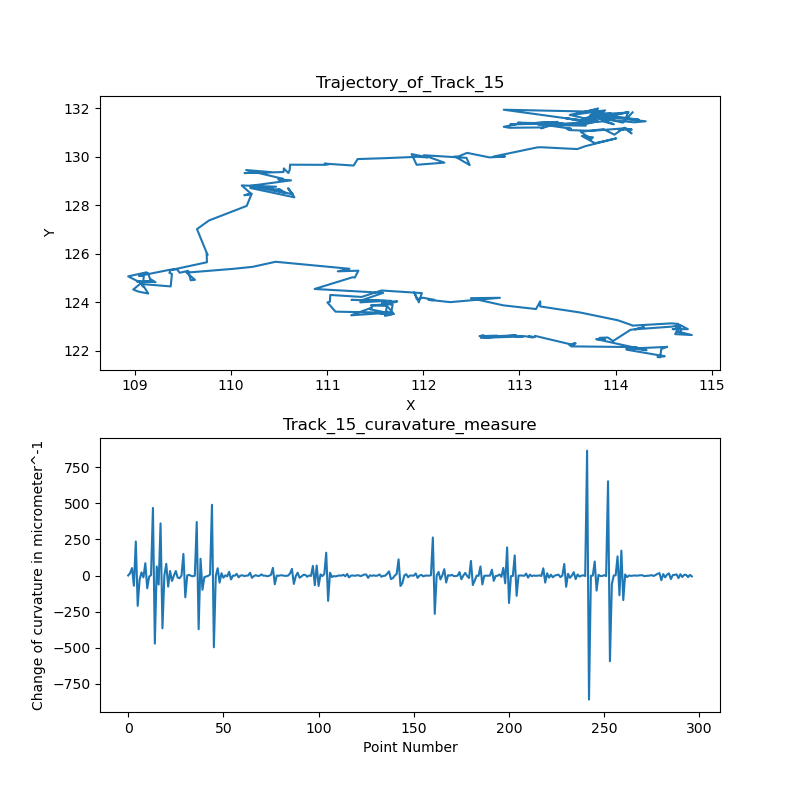 Trajectory_of_Track_15
132
130
128
126
124
122
Y
109 110 111 112 113 114 115
X
Track_15_curavature_measure
750
500
250
0
−250
−500
−750
Change of curvature in micrometer^-1
0 50 100 150 200 250 300
Point Number